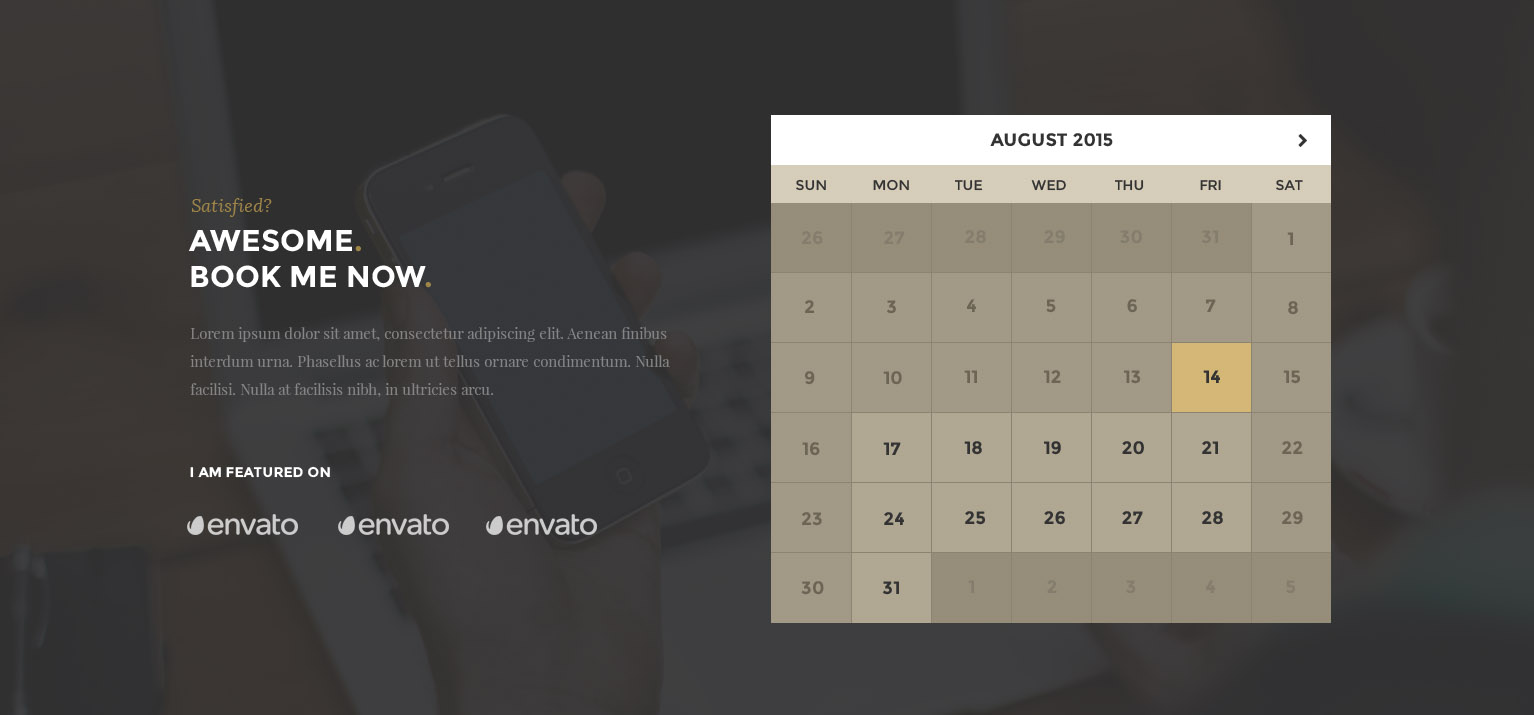 Satisfied?
AWESOME.
BOOK ME NOW.
Lorem ipsum dolor sit amet, consectetur adipiscing elit. Aenean finibus
interdum urna. Phasellus ac lorem ut tellus ornare condimentum. Nulla
facilisi. Nulla at facilisis nibh, in ultricies arcu.
I AM FEATURED ON
envato envato envato
AUGUST 2015
SUN MON TUE WED THU FRI SAT
26 27 28 29 30 31 1
2 3 4 5 6 7 8
9 10 11 12 13 14 15
16 17 18 19 20 21 22
23 24 25 26 27 28 29
30 31 1 2 3 4 5